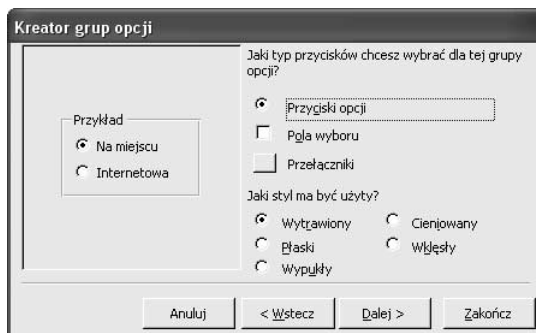 Kreator grup opcji
Jaki typ przycisków chcesz wybrać dla tej grupy
opcji?
Przyciski opcji
Pola wyboru
Przełączniki
Przykład
Na miejscu
Internetowa
Jaki styl ma być użyty?
Wytrawiony
Cieniowany
Płaski
Wklęsły
Wypukły
Anuluj
< Wstecz
Dalej >
Zakończ